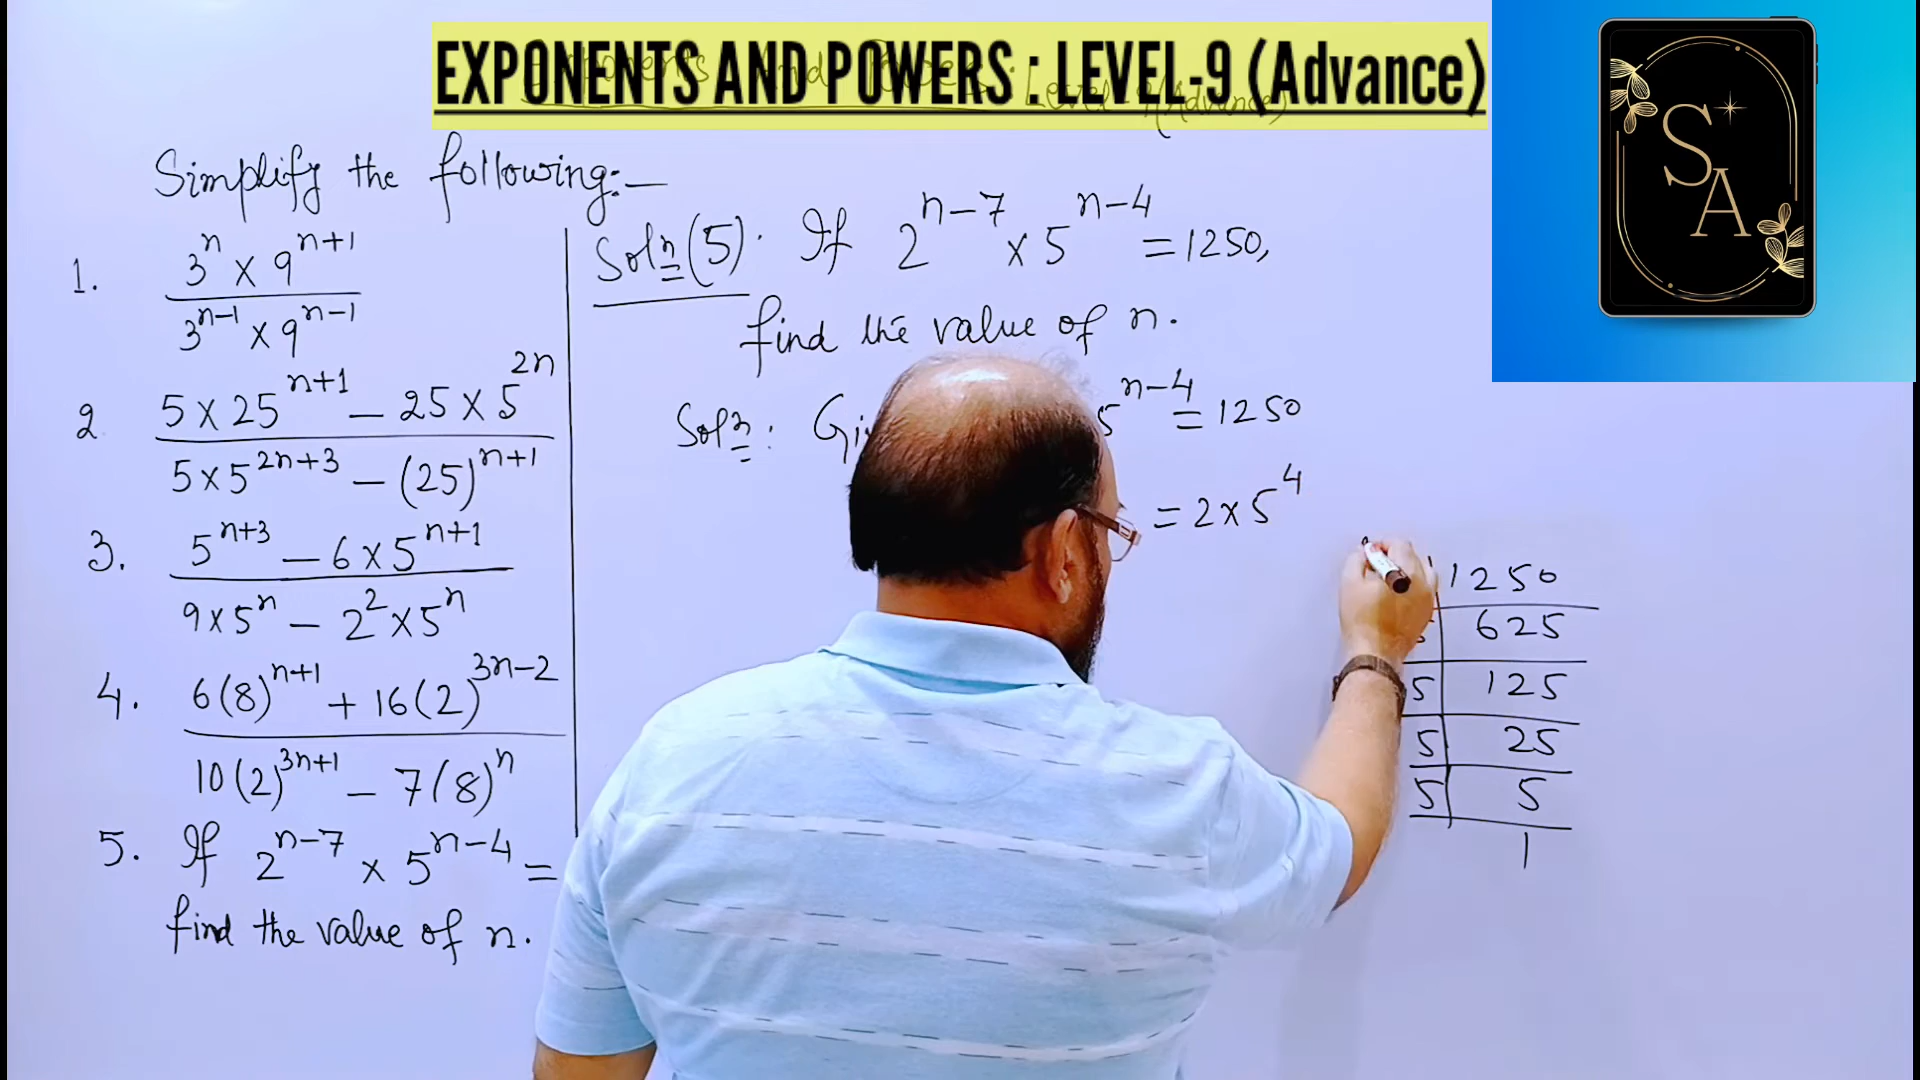 EXPONENTS AND POWERS : LEVEL-9 (Advance)
S
A
Simplify the following:—
1. 3^n × 9^(n+1) / 3^(n-1) × 9^(n-1)
2. 5×25^(n+1) − 25×5^(2n) / 5×5^(2n+3) − (25)^(n+1)
3. 5^(n+3) − 6×5^(n+1) / 9×5^n − 2^2×5^n
4. 6(8)^(n+1) + 16(2)^(3n-2) / 10(2)^(3n+1) − 7(8)^n
5. If 2^(n-7) × 5^(n-4) =
find the value of n.
Soln (5). If 2^(n-7) × 5^(n-4) = 1250,
find the value of n.
Soln: 5^(n-4) = 1250
= 2×5^4
1250
625
5 125
5 25
5 5
1